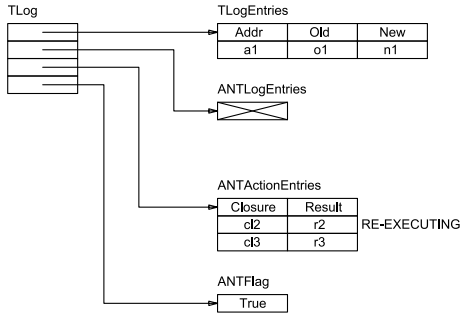 TLog
TLogEntries
Addr Old New
a1 o1 n1
ANTLogEntries
ANTActionEntries
Closure Result
cl2 r2 RE-EXECUTING
cl3 r3
ANTFlag
True